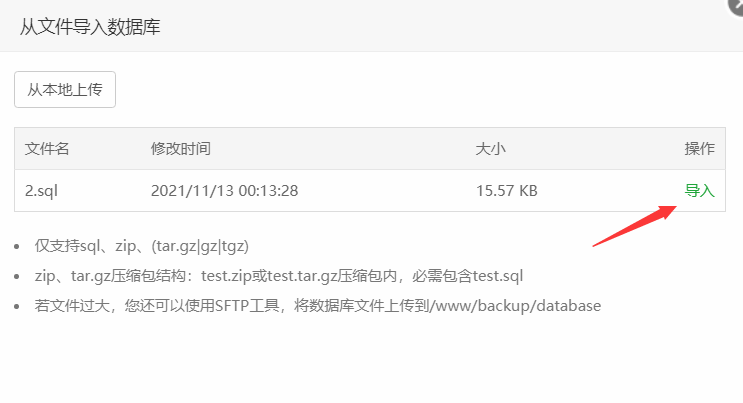 从文件导入数据库
从本地上传
文件名 修改时间 大小 操作
2.sql 2021/11/13 00:13:28 15.57 KB 导入
仅支持sql、zip、(tar.gz|gz|tgz)
zip、tar.gz压缩包结构：test.zip或test.tar.gz压缩包内，必需包含test.sql
若文件过大，您还可以使用SFTP工具，将数据库文件上传到/www/backup/database